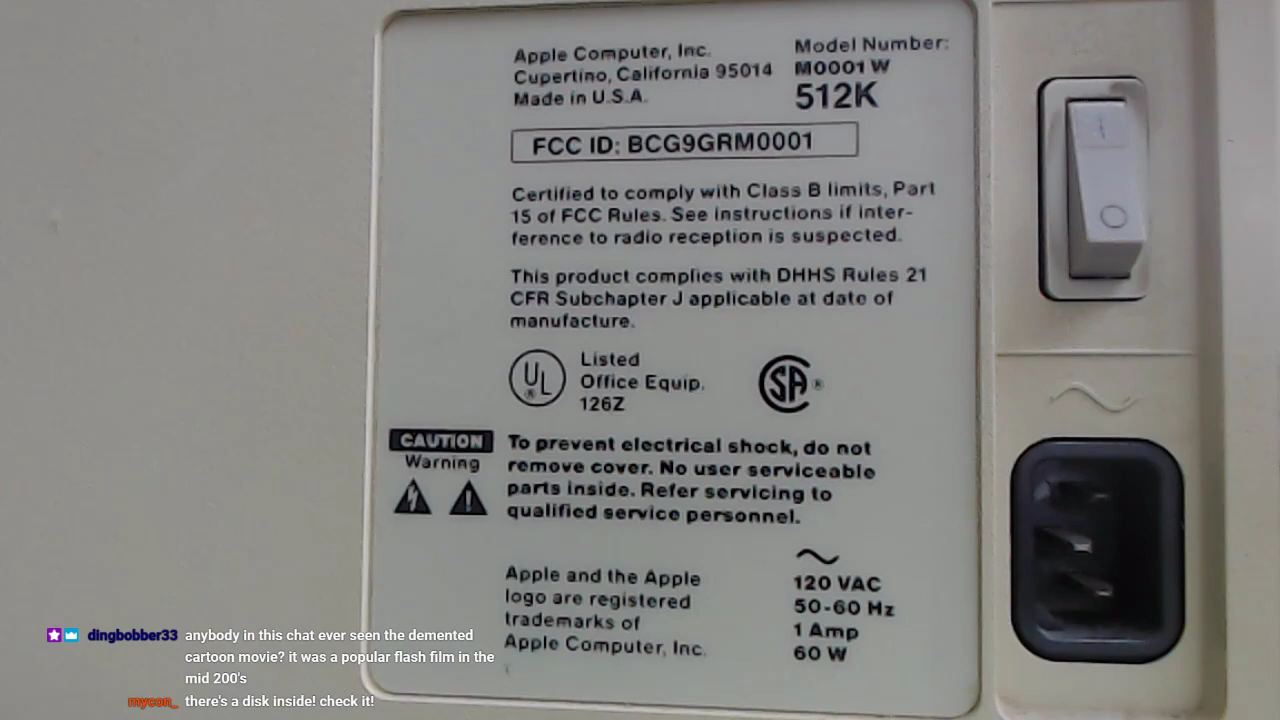 Apple Computer, Inc.
Cupertino, California 95014
Made in U.S.A.
Model Number:
M0001 W
512K
FCC ID: BCG9GRM0001
Certified to comply with Class B limits, Part
15 of FCC Rules. See instructions if inter-
ference to radio reception is suspected.
This product complies with DHHS Rules 21
CFR Subchapter J applicable at date of
manufacture.
UL®
Listed
Office Equip.
126Z
SA®
CAUTION
Warning
To prevent electrical shock, do not
remove cover. No user serviceable
parts inside. Refer servicing to
qualified service personnel.
Apple and the Apple
logo are registered
trademarks of
Apple Computer, Inc.
120 VAC
50-60 Hz
1 Amp
60 W
dingbobber33 anybody in this chat ever seen the demented
cartoon movie? it was a popular flash film in the
mid 200's
mycon_ there's a disk inside! check it!